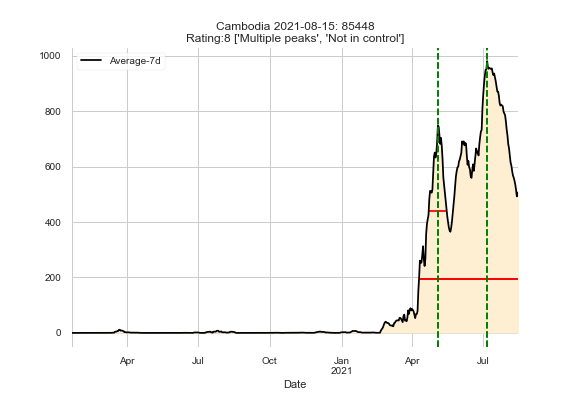 Cambodia 2021-08-15: 85448
Rating:8 ['Multiple peaks', 'Not in control']
Average-7d
1000
800
600
400
200
0
Apr Jul Oct Jan Apr Jul
2021
Date